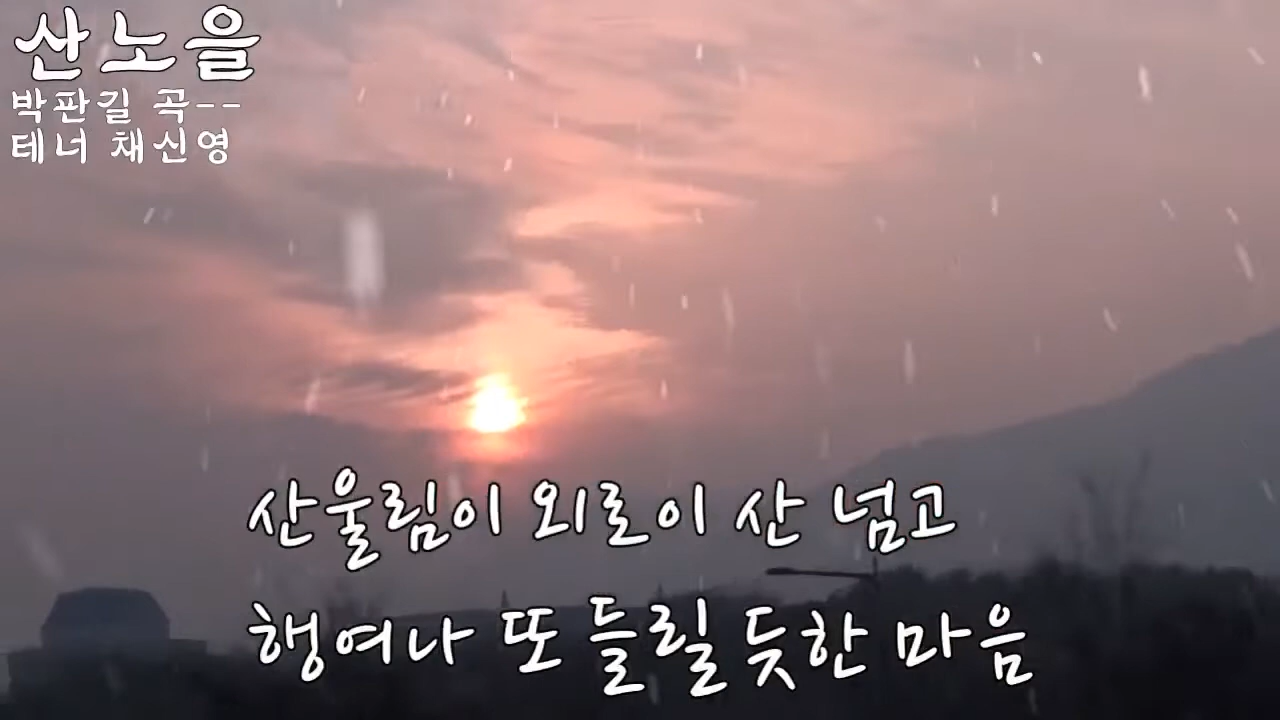 산노을
박판길 곡--
테너 채신영
산울림이 외로이 산 넘고
행여나 또 들릴 듯한 마음